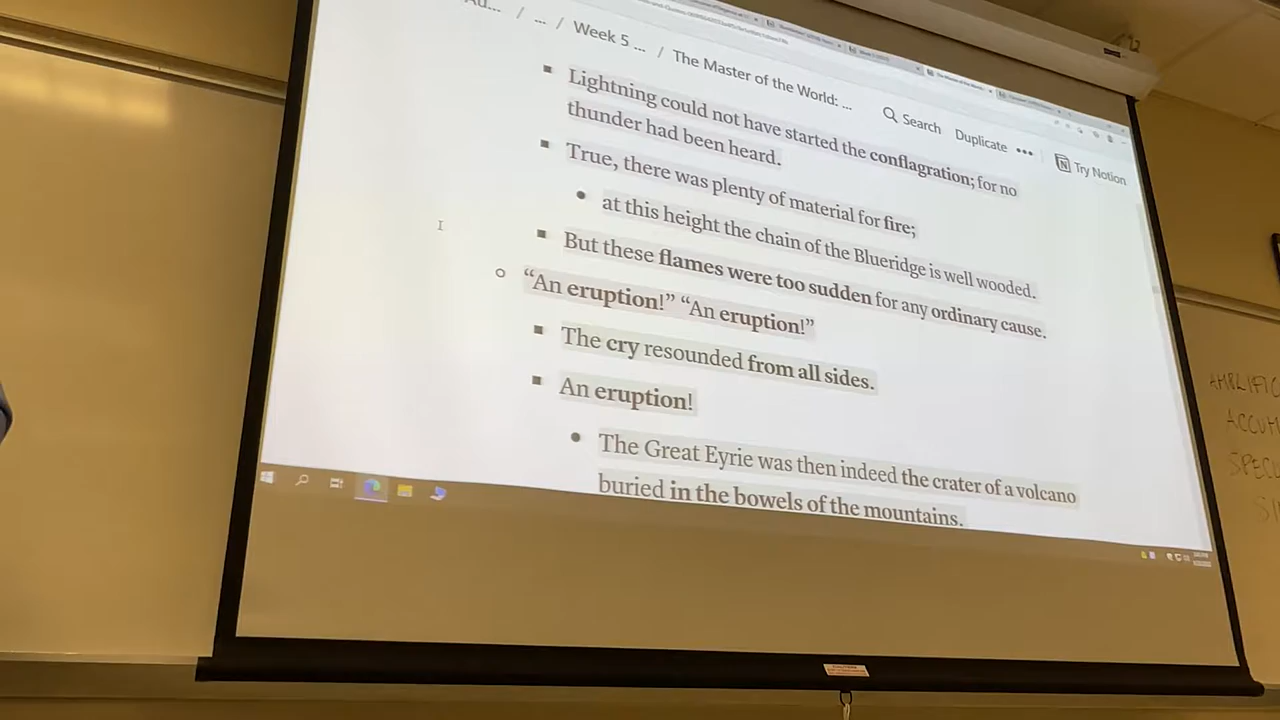 / ... / Week 5 ... / The Master of the World: ...
Search Duplicate ••• Try Notion
Lightning could not have started the conflagration; for no
thunder had been heard.
True, there was plenty of material for fire;
at this height the chain of the Blueridge is well wooded.
But these flames were too sudden for any ordinary cause.
“An eruption!” “An eruption!”
The cry resounded from all sides.
An eruption!
The Great Eyrie was then indeed the crater of a volcano
buried in the bowels of the mountains.